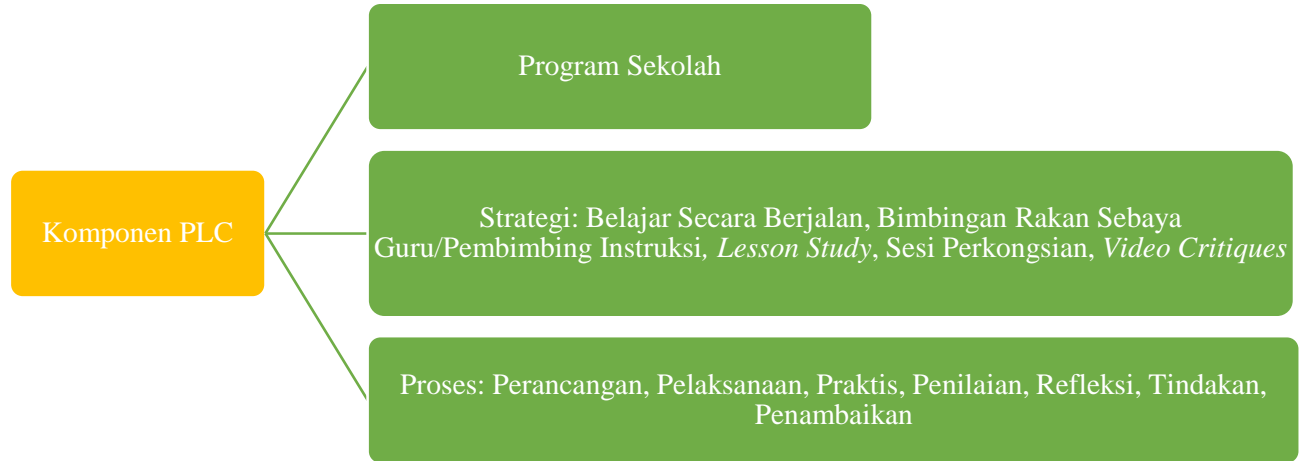 Program Sekolah
Komponen PLC
Strategi: Belajar Secara Berjalan, Bimbingan Rakan Sebaya
Guru/Pembimbing Instruksi, Lesson Study, Sesi Perkongsian, Video Critiques
Proses: Perancangan, Pelaksanaan, Praktis, Penilaian, Refleksi, Tindakan,
Penambaikan